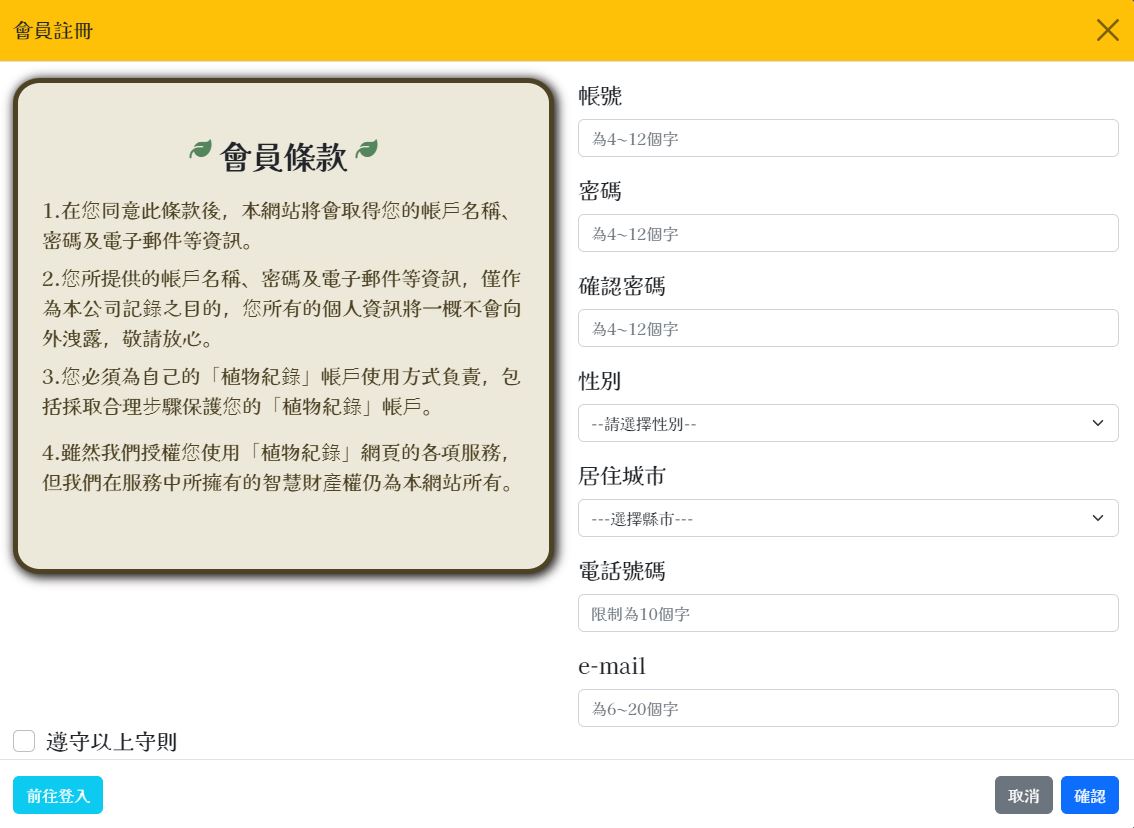 會員註冊
會員條款
1.在您同意此條款後，本網站將會取得您的帳戶名稱、
密碼及電子郵件等資訊。
2.您所提供的帳戶名稱、密碼及電子郵件等資訊，僅作
為本公司記錄之目的，您所有的個人資訊將一概不會向
外洩露，敬請放心。
3.您必須為自己的「植物紀錄」帳戶使用方式負責，包
括採取合理步驟保護您的「植物紀錄」帳戶。
4.雖然我們授權您使用「植物紀錄」網頁的各項服務，
但我們在服務中所擁有的智慧財產權仍為本網站所有。
遵守以上守則
帳號
為4~12個字
密碼
為4~12個字
確認密碼
為4~12個字
性別
--請選擇性別--
居住城市
---選擇縣市---
電話號碼
限制為10個字
e-mail
為6~20個字
前往登入
取消
確認